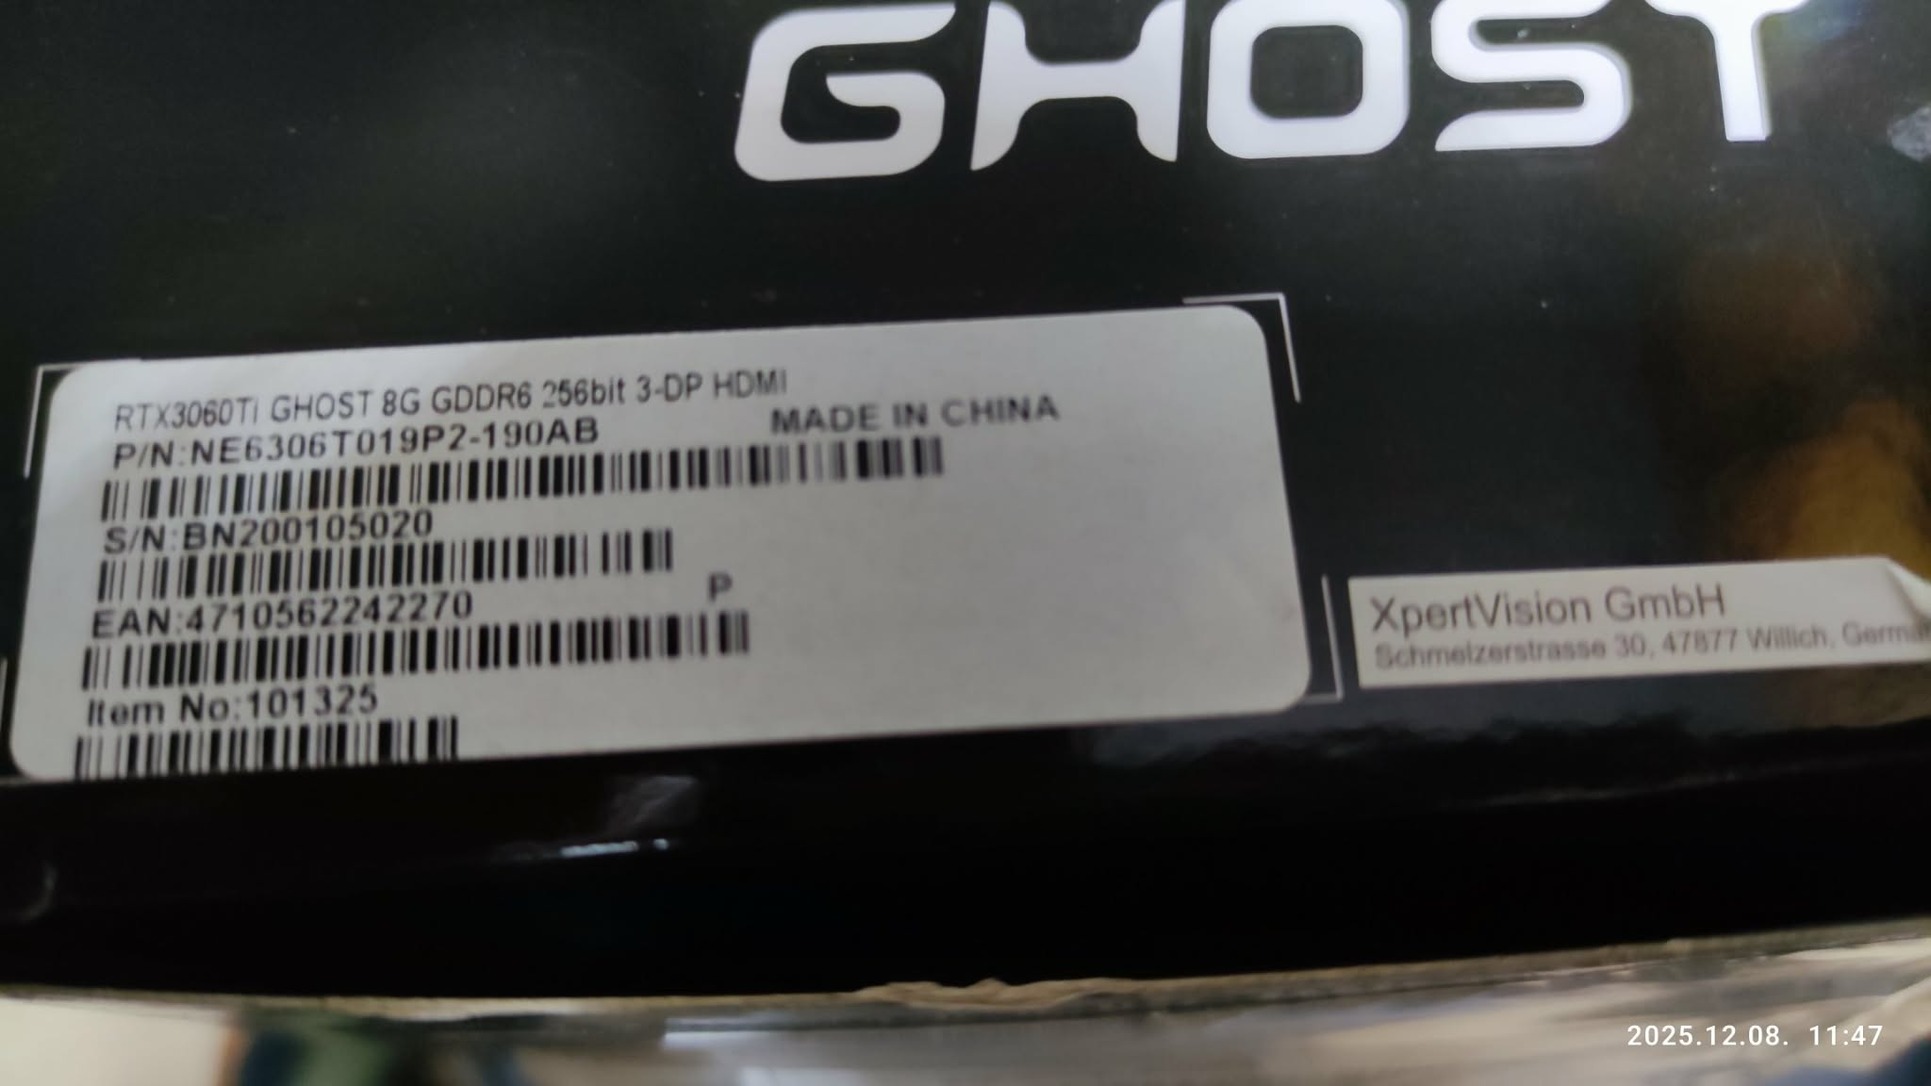 GHOST
RTX3060Ti GHOST 8G GDDR6 256bit 3-DP HDMI
P/N:NE6306T019P2-190AB MADE IN CHINA
S/N:BN200105020
EAN:4710562242270 P
Item No:101325
XpertVision GmbH
Schmelzerstrasse 30, 47877 Willich, Germa
2025.12.08. 11:47